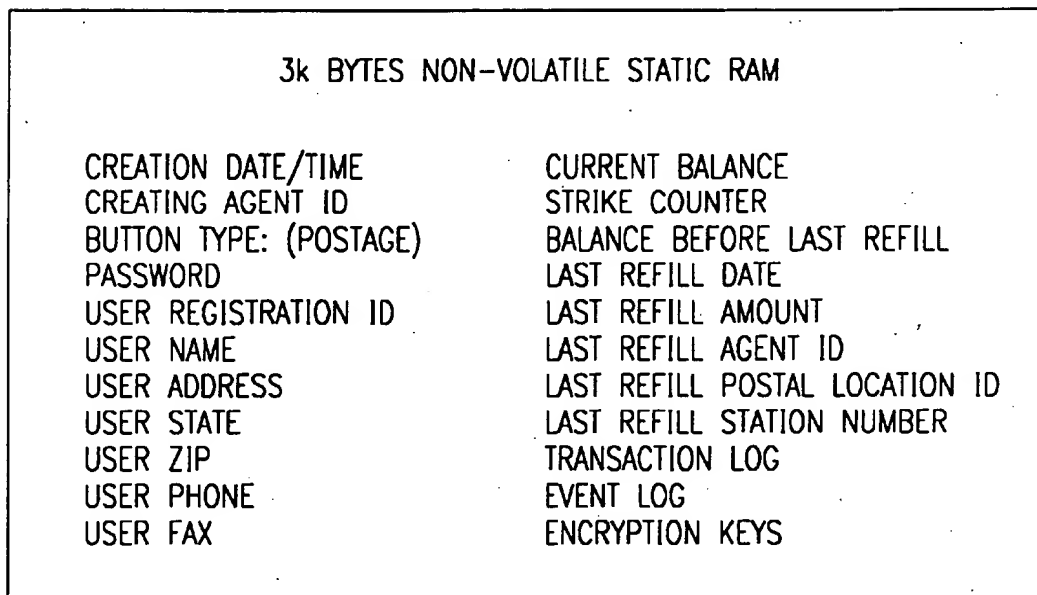 3k BYTES NON-VOLATILE STATIC RAM
CREATION DATE/TIME
CREATING AGENT ID
BUTTON TYPE: (POSTAGE)
PASSWORD
USER REGISTRATION ID
USER NAME
USER ADDRESS
USER STATE
USER ZIP
USER PHONE
USER FAX
CURRENT BALANCE
STRIKE COUNTER
BALANCE BEFORE LAST REFILL
LAST REFILL DATE
LAST REFILL AMOUNT
LAST REFILL AGENT ID
LAST REFILL POSTAL LOCATION ID
LAST REFILL STATION NUMBER
TRANSACTION LOG
EVENT LOG
ENCRYPTION KEYS